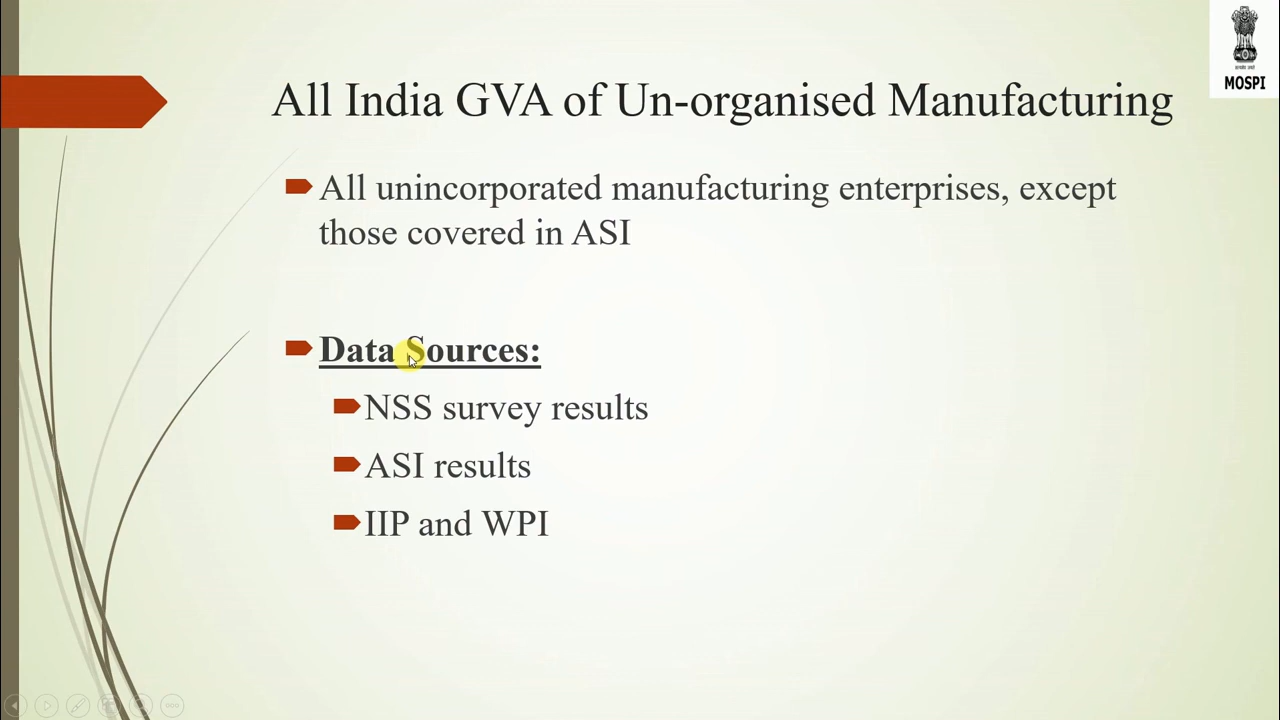 MOSPI
All India GVA of Un-organised Manufacturing
All unincorporated manufacturing enterprises, except
those covered in ASI
Data Sources:
NSS survey results
ASI results
IIP and WPI